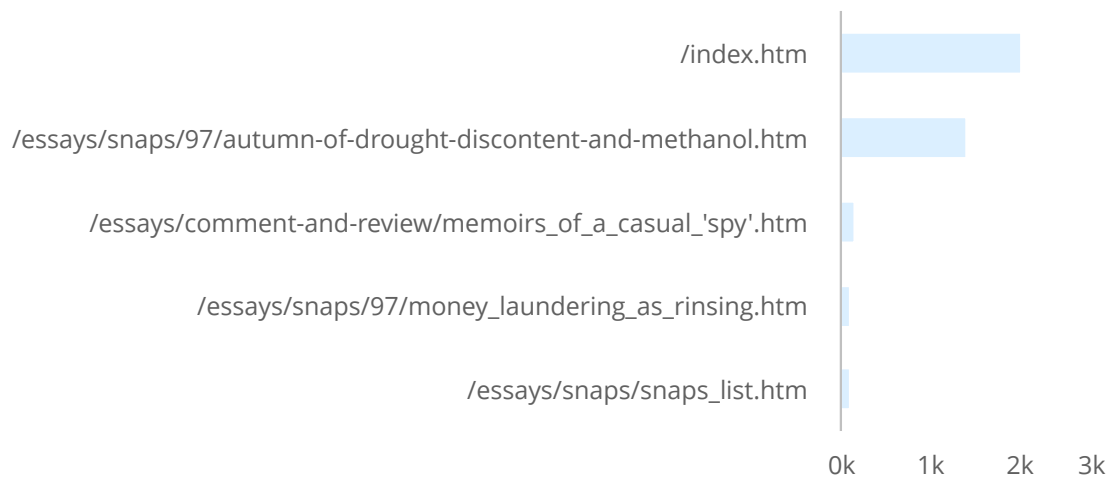 /index.htm
/essays/snaps/97/autumn-of-drought-discontent-and-methanol.htm
/essays/comment-and-review/memoirs_of_a_casual_'spy'.htm
/essays/snaps/97/money_laundering_as_rinsing.htm
/essays/snaps/snaps_list.htm
0k 1k 2k 3k